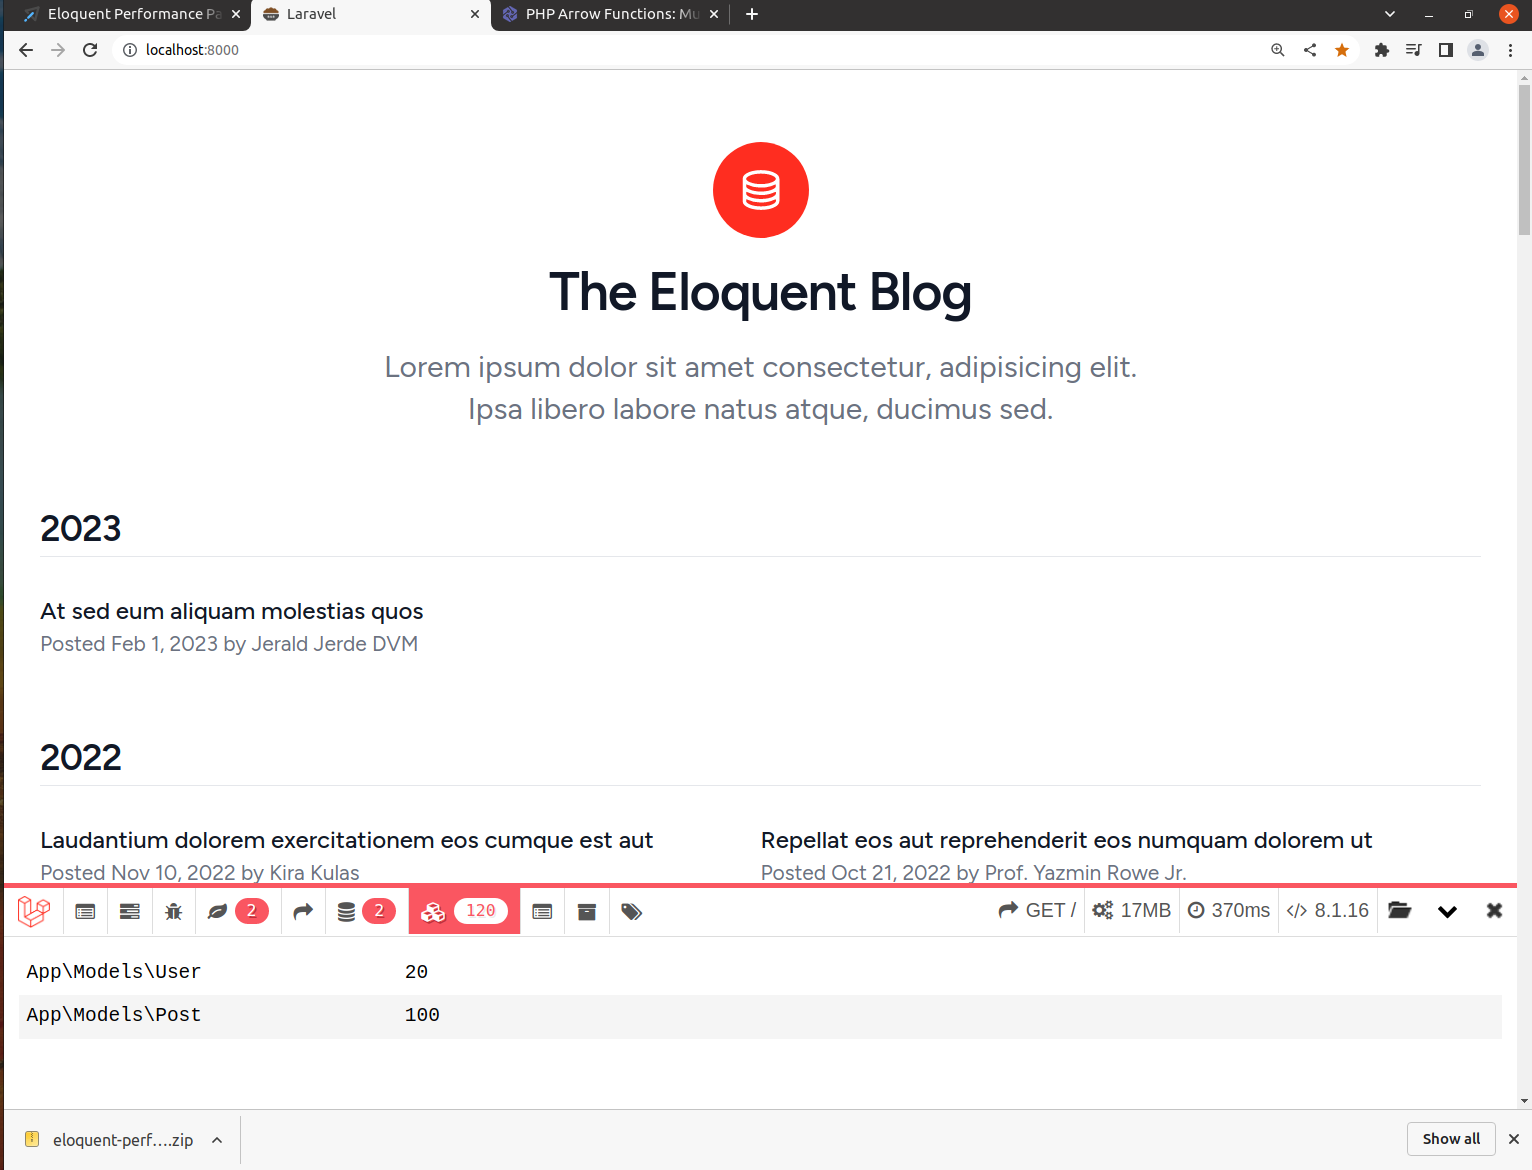 Eloquent Performance Pa
Laravel
PHP Arrow Functions: Mu
localhost:8000
The Eloquent Blog
Lorem ipsum dolor sit amet consectetur, adipisicing elit.
Ipsa libero labore natus atque, ducimus sed.
2023
At sed eum aliquam molestias quos
Posted Feb 1, 2023 by Jerald Jerde DVM
2022
Laudantium dolorem exercitationem eos cumque est aut
Posted Nov 10, 2022 by Kira Kulas
Repellat eos aut reprehenderit eos numquam dolorem ut
Posted Oct 21, 2022 by Prof. Yazmin Rowe Jr.
2 2 120 GET / 17MB 370ms 8.1.16
App\Models\User 20
App\Models\Post 100
eloquent-perf....zip
Show all